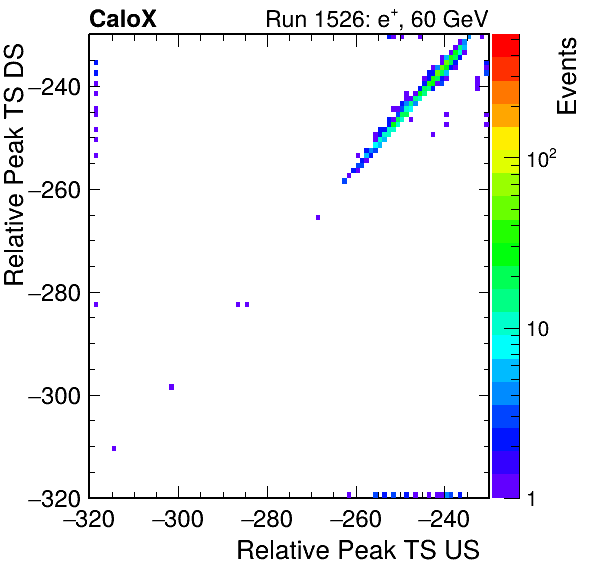 CaloX
Run 1526: e+, 60 GeV
Relative Peak TS DS
−240
−260
−280
−300
−320
−320
−300
−280
−260
−240
Relative Peak TS US
Events
10²
10
1